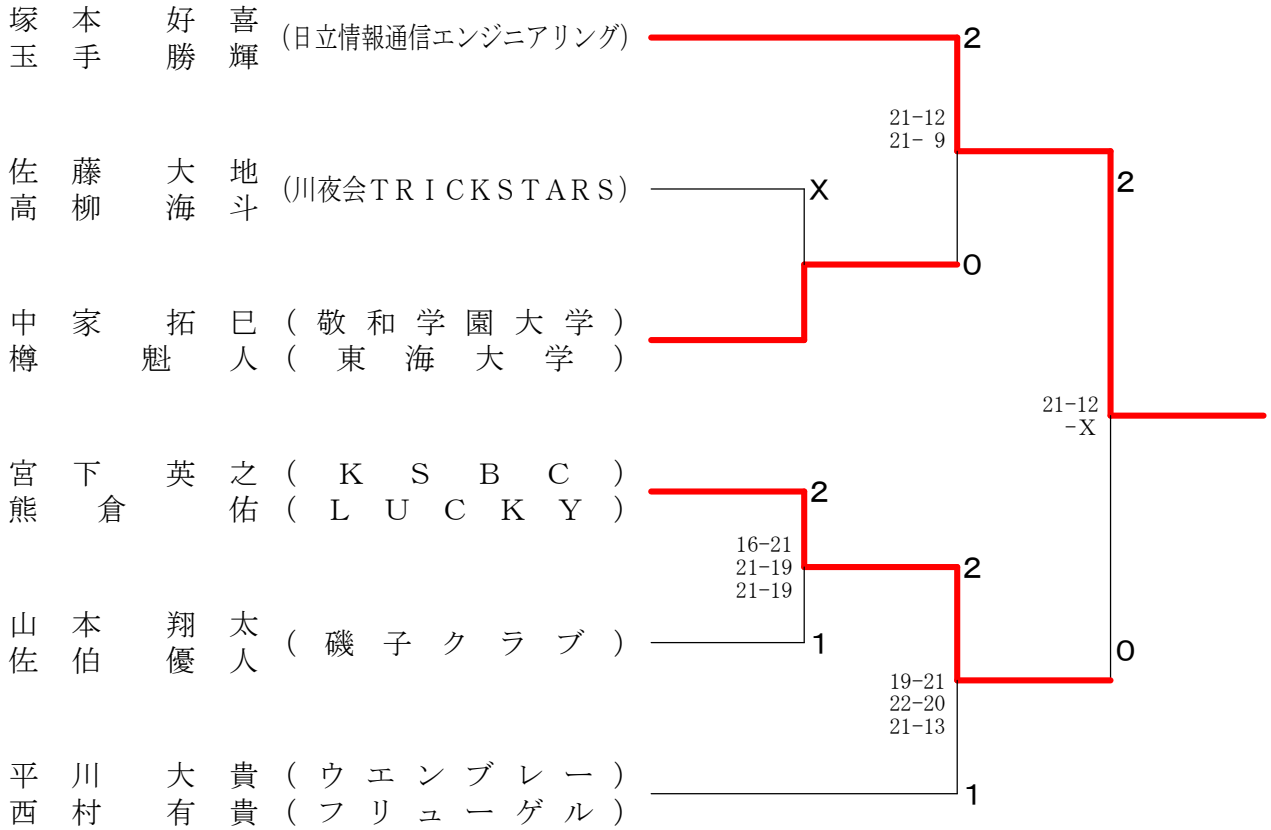 塚本 好喜 (日立情報通信エンジニアリング) 2
玉手 勝輝
21-12
21- 9
佐藤 大地 (川夜会TRICKSTARS) X 2
高柳 海斗
0
中家 拓巳 (敬和学園大学)
樽 魁人 (東海大学)
21-12
-X
宮下 英之 (KSBC) 2
熊倉 佑 (LUCKY)
16-21
21-19 2
21-19
山本 翔太 (磯子クラブ) 1 0
佐伯 優人
19-21
22-20
21-13
平川 大貴 (ウエンブレー) 1
西村 有貴 (フリューゲル)